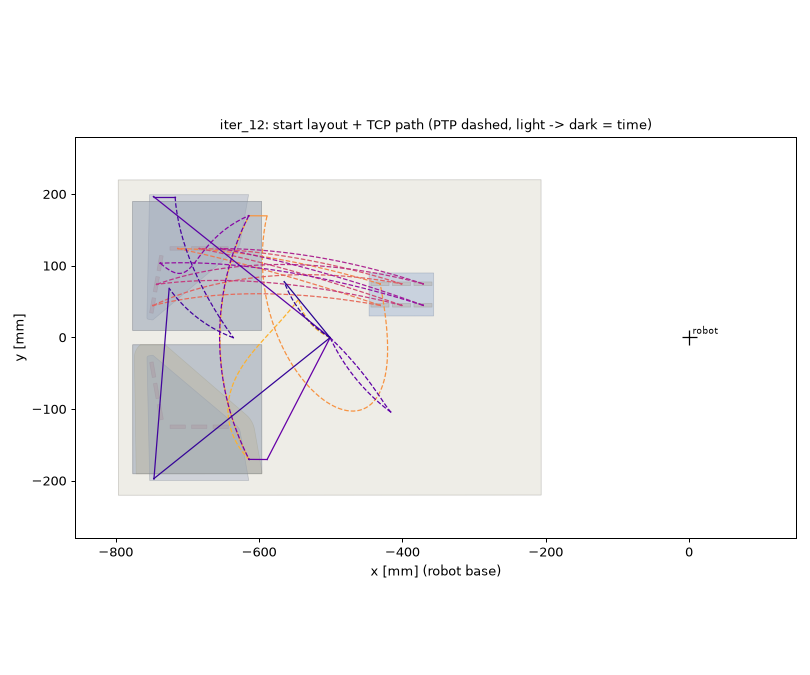 iter_12: start layout + TCP path (PTP dashed, light -> dark = time)
200
100
0
−100
−200
y [mm]
robot
−800
−600
−400
−200
0
x [mm] (robot base)